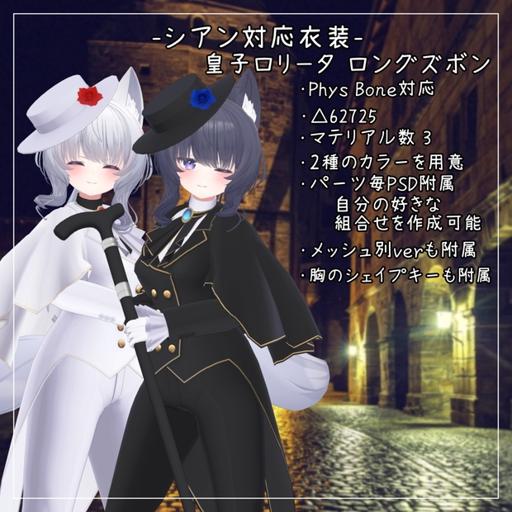 -シアン対応衣装-
皇子ロリータ ロングズボン
・Phys Bone対応
・△62725
・マテリアル数 3
・2種のカラーを用意
・パーツ毎PSD附属
自分の好きな
組合せを作成可能
・メッシュ別verも附属
・胸のシェイプキーも附属